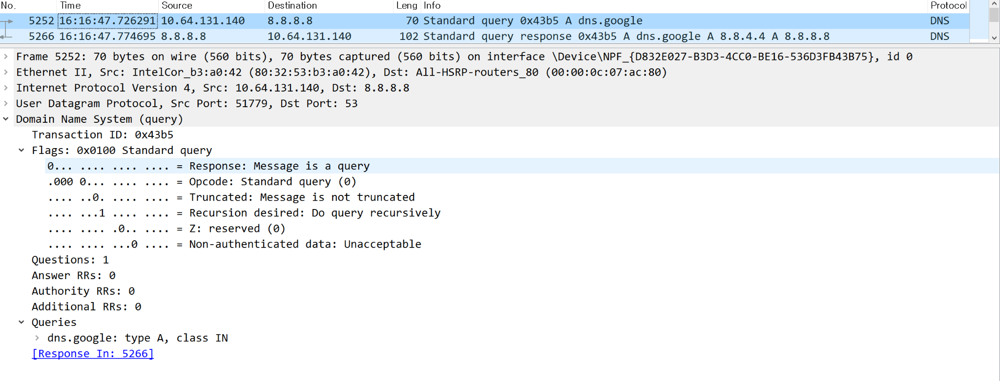 No. Time Source Destination Leng Info Protocol
5252 16:16:47.726291 10.64.131.140 8.8.8.8 70 Standard query 0x43b5 A dns.google DNS
5266 16:16:47.774695 8.8.8.8 10.64.131.140 102 Standard query response 0x43b5 A dns.google A 8.8.4.4 A 8.8.8.8 DNS
Frame 5252: 70 bytes on wire (560 bits), 70 bytes captured (560 bits) on interface \Device\NPF_{D832E027-B3D3-4CC0-BE16-536D3FB43B75}, id 0
Ethernet II, Src: IntelCor_b3:a0:42 (80:32:53:b3:a0:42), Dst: All-HSRP-routers_80 (00:00:0c:07:ac:80)
Internet Protocol Version 4, Src: 10.64.131.140, Dst: 8.8.8.8
User Datagram Protocol, Src Port: 51779, Dst Port: 53
Domain Name System (query)
Transaction ID: 0x43b5
Flags: 0x0100 Standard query
0... .... .... .... = Response: Message is a query
.000 0... .... .... = Opcode: Standard query (0)
.... ..0. .... .... = Truncated: Message is not truncated
.... ...1 .... .... = Recursion desired: Do query recursively
.... .... .0.. .... = Z: reserved (0)
.... .... ...0 .... = Non-authenticated data: Unacceptable
Questions: 1
Answer RRs: 0
Authority RRs: 0
Additional RRs: 0
Queries
dns.google: type A, class IN
[Response In: 5266]